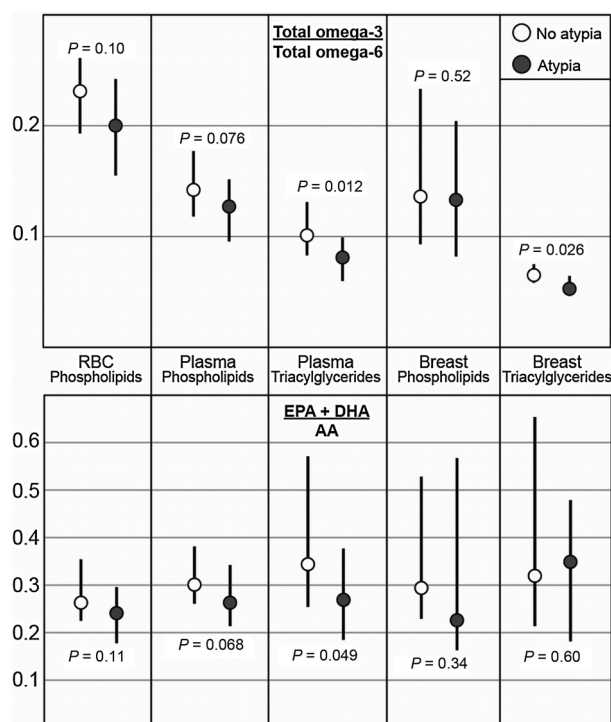 Total omega-3
Total omega-6
No atypia
Atypia
P = 0.10
P = 0.076
P = 0.012
P = 0.52
P = 0.026
0.2
0.1
RBC
Phospholipids
Plasma
Phospholipids
Plasma
Triacylglycerides
Breast
Phospholipids
Breast
Triacylglycerides
EPA + DHA
AA
0.6
0.5
0.4
0.3
0.2
0.1
P = 0.11
P = 0.068
P = 0.049
P = 0.34
P = 0.60